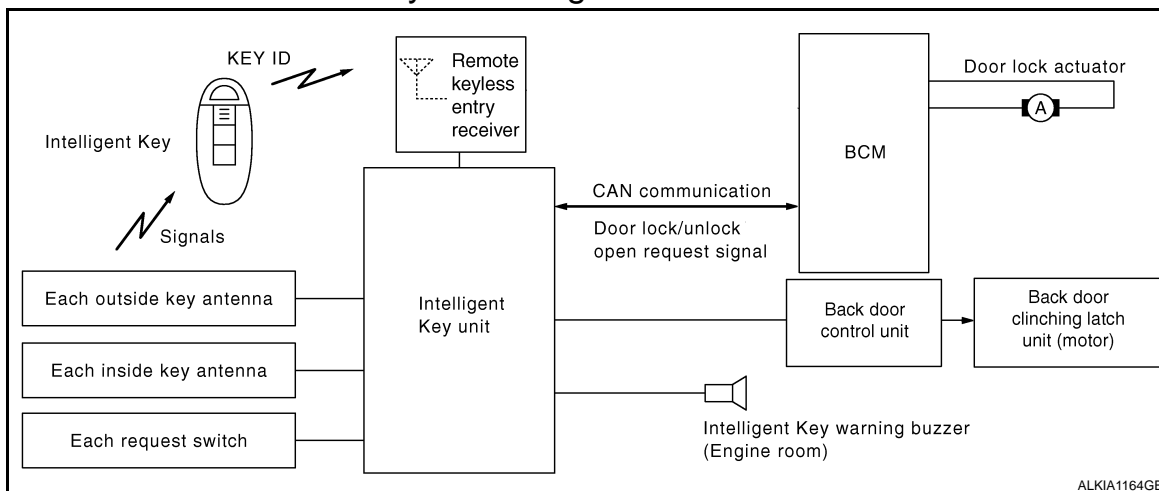 KEY ID
Remote
keyless
entry
receiver
Intelligent Key
Signals
Each outside key antenna
Each inside key antenna
Each request switch
Intelligent
Key unit
CAN communication
Door lock/unlock
open request signal
BCM
Door lock actuator
A
Back door
control unit
Back door
clinching latch
unit (motor)
Intelligent Key warning buzzer
(Engine room)
ALKIA1164GB